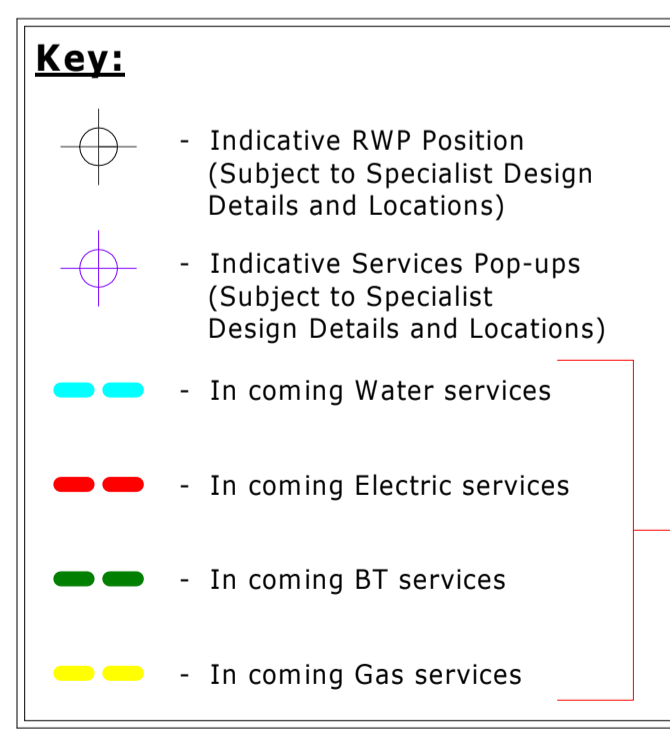 Key:
- Indicative RWP Position
(Subject to Specialist Design
Details and Locations)
- Indicative Services Pop-ups
(Subject to Specialist
Design Details and Locations)
- In coming Water services
- In coming Electric services
- In coming BT services
- In coming Gas services